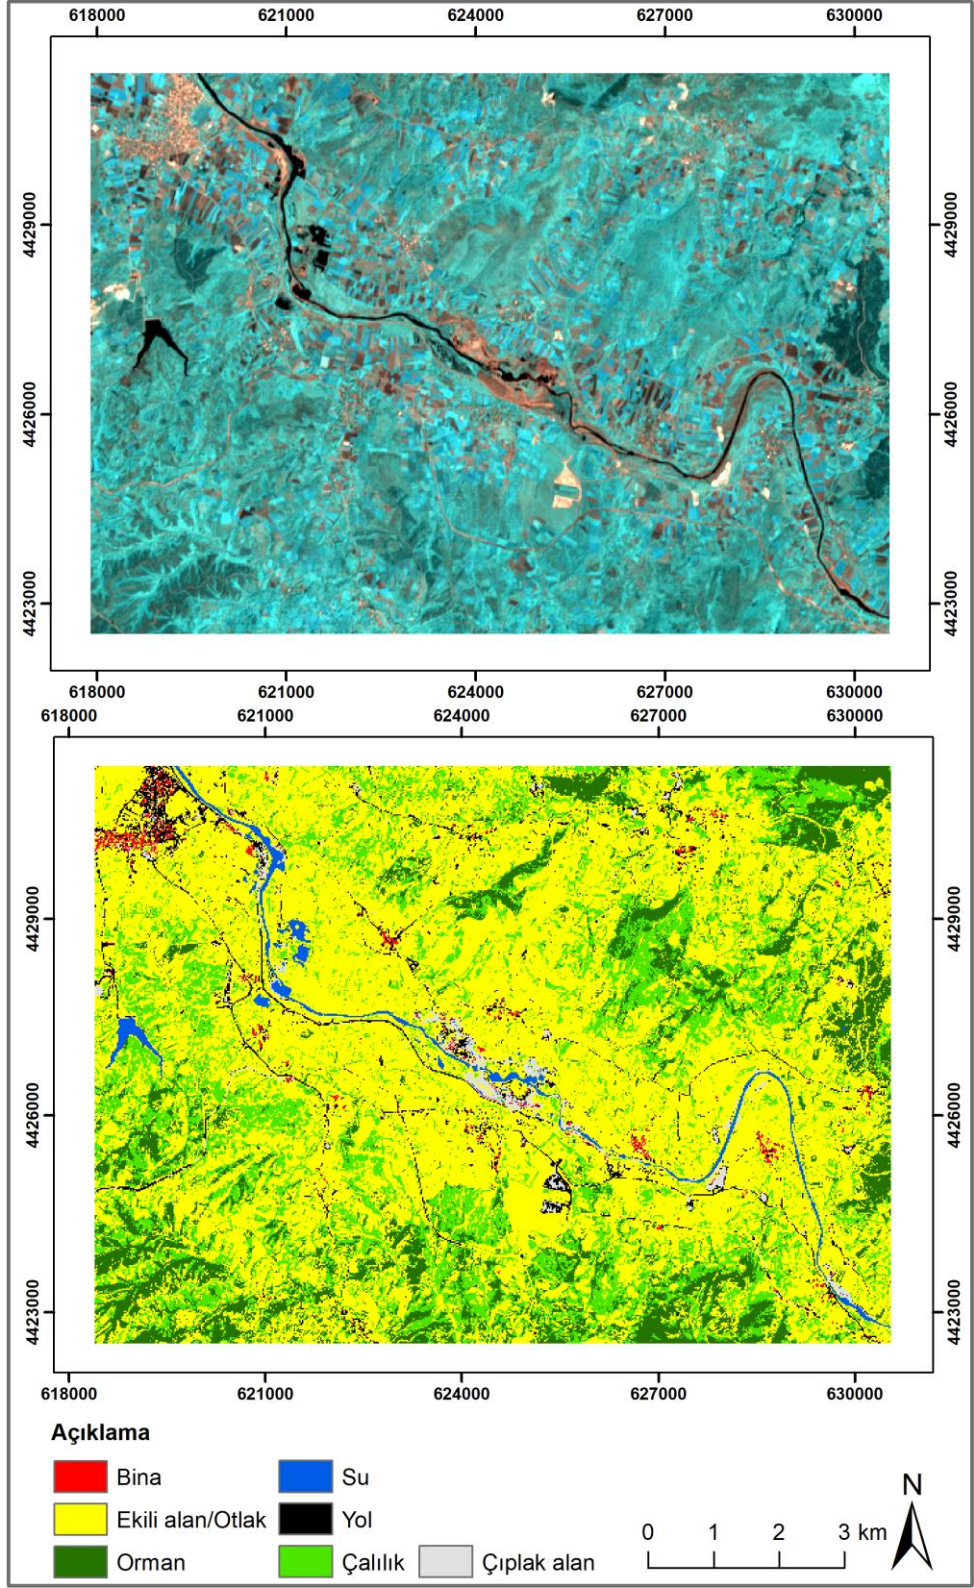 618000 621000 624000 627000 630000
4429000 4429000
4426000 4426000
4423000 4423000
618000 621000 624000 627000 630000
618000 621000 624000 627000 630000
4429000 4429000
4426000 4426000
4423000 4423000
618000 621000 624000 627000 630000
Açıklama
Bina Su
Ekili alan/Otlak Yol
Orman Çalılık Çıplak alan
0 1 2 3 km
N